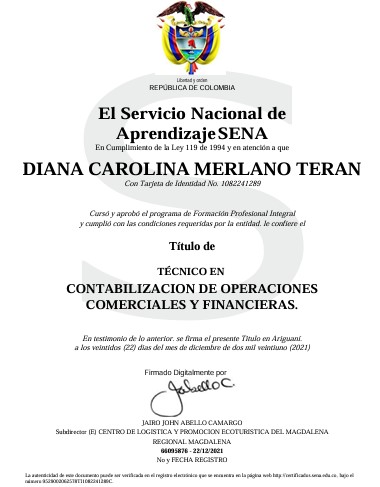 Libertad y orden
REPÚBLICA DE COLOMBIA
El Servicio Nacional de
Aprendizaje SENA
En Cumplimiento de la Ley 119 de 1994 y en atención a que
DIANA CAROLINA MERLANO TERAN
Con Tarjeta de Identidad No. 1082241289
Cursó y aprobó el programa de Formación Profesional Integral
y cumplió con las condiciones requeridas por la entidad. le confiere el
Título de
TÉCNICO EN
CONTABILIZACION DE OPERACIONES
COMERCIALES Y FINANCIERAS.
En testimonio de lo anterior. se firma el presente Título en Ariguani.
a los veintidós (22) días del mes de diciembre de dos mil veintiuno (2021)
Firmado Digitalmente por
JAIRO JOHN ABELLO CAMARGO
Subdirector (E) CENTRO DE LOGISTICA Y PROMOCION ECOTURISTICA DEL MAGDALENA
REGIONAL MAGDALENA
66095876 - 22/12/2021
No y FECHA REGISTRO
La autenticidad de este documento puede ser verificada en el registro electrónico que se encuentra en la página web http://certificados.sena.edu.co. bajo el
número 9529002062578TI1082241289C.